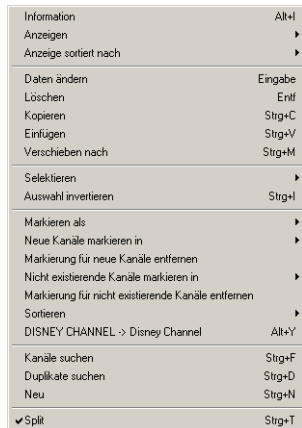 Information Alt+I
Anzeigen
Anzeige sortiert nach
Daten ändern Eingabe
Löschen Entf
Kopieren Strg+C
Einfügen Strg+V
Verschieben nach Strg+M
Selektieren
Auswahl invertieren Strg+I
Markieren als
Neue Kanäle markieren in
Markierung für neue Kanäle entfernen
Nicht existierende Kanäle markieren in
Markierung für nicht existierende Kanäle entfernen
Sortieren
DISNEY CHANNEL -> Disney Channel Alt+Y
Kanäle suchen Strg+F
Duplikate suchen Strg+D
Neu Strg+N
Split Strg+T